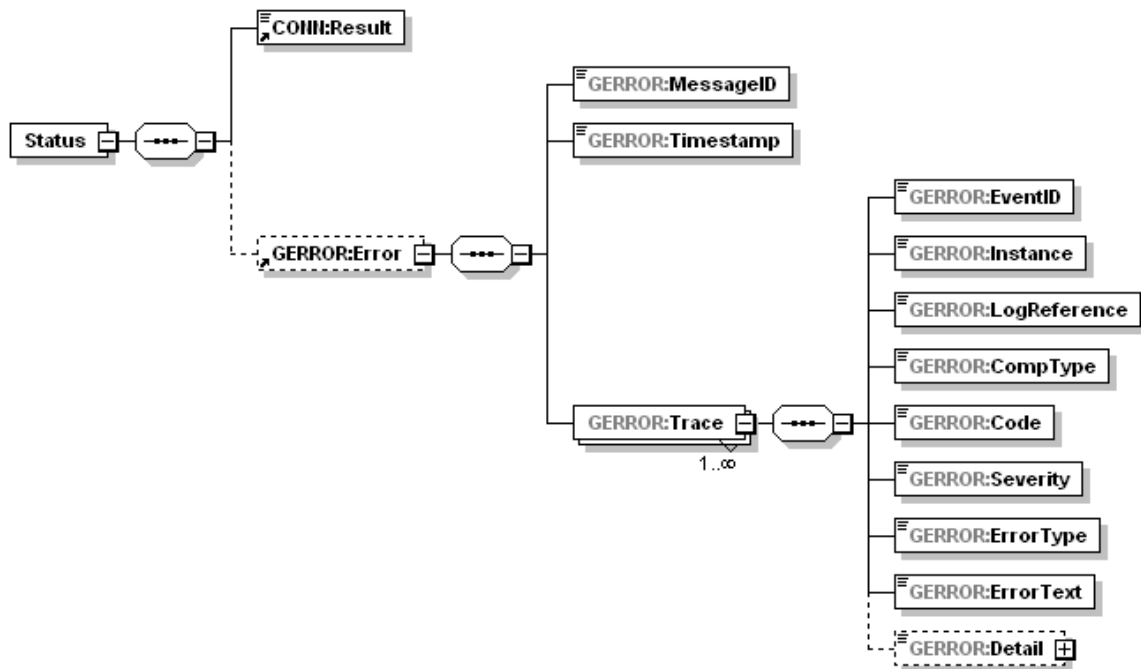 CONN:Result
GERROR:MessageID
Status
GERROR:Timestamp
GERROR:EventID
GERROR:Error
GERROR:Instance
GERROR:LogReference
GERROR:CompType
GERROR:Trace
GERROR:Code
1..∞
GERROR:Severity
GERROR:ErrorType
GERROR:ErrorText
GERROR:Detail